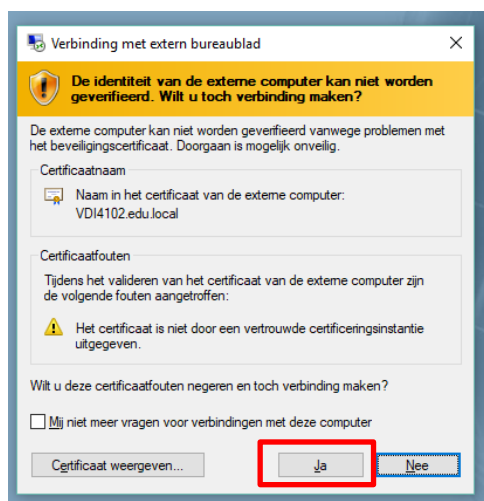 Verbinding met extern bureaublad
De identiteit van de externe computer kan niet worden
geverifieerd. Wilt u toch verbinding maken?
De externe computer kan niet worden geverifieerd vanwege problemen met
het beveiligingscertificaat. Doorgaan is mogelijk onveilig.
Certificaatnaam
Naam in het certificaat van de externe computer:
VDI4102.edu.local
Certificaatfouten
Tijdens het valideren van het certificaat van de externe computer zijn
de volgende fouten aangetroffen:
Het certificaat is niet door een vertrouwde certificeringsinstantie
uitgegeven.
Wilt u deze certificaatfouten negeren en toch verbinding maken?
Mij niet meer vragen voor verbindingen met deze computer
Certificaat weergeven...
Ja
Nee